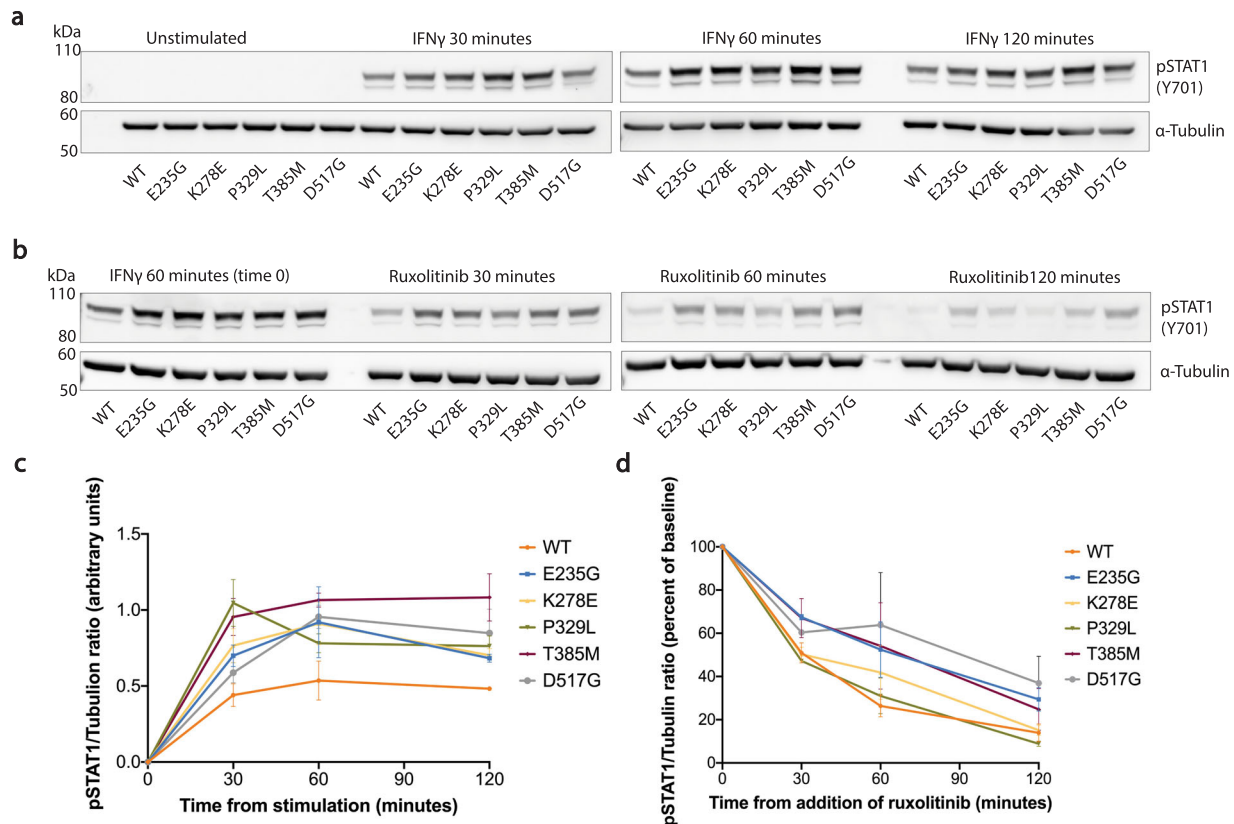 a
kDa
Unstimulated IFNγ 30 minutes IFNγ 60 minutes IFNγ 120 minutes
110
80
pSTAT1
(Y701)
60
50
α-Tubulin
WT E235G K278E P329L T385M D517G WT E235G K278E P329L T385M D517G WT E235G K278E P329L T385M D517G WT E235G K278E P329L T385M D517G
b
kDa
IFNγ 60 minutes (time 0) Ruxolitinib 30 minutes Ruxolitinib 60 minutes Ruxolitinib120 minutes
110
80
pSTAT1
(Y701)
60
50
α-Tubulin
WT E235G K278E P329L T385M D517G WT E235G K278E P329L T385M D517G WT E235G K278E P329L T385M D517G WT E235G K278E P329L T385M D517G
c
pSTAT1/Tubulion ratio (arbitrary units)
1.5
1.0
0.5
0.0
0 30 60 90 120
Time from stimulation (minutes)
WT
E235G
K278E
P329L
T385M
D517G
d
pSTAT1/Tubulin ratio (percent of baseline)
100
80
60
40
20
0
0 30 60 90 120
Time from addition of ruxolitinib (minutes)
WT
E235G
K278E
P329L
T385M
D517G